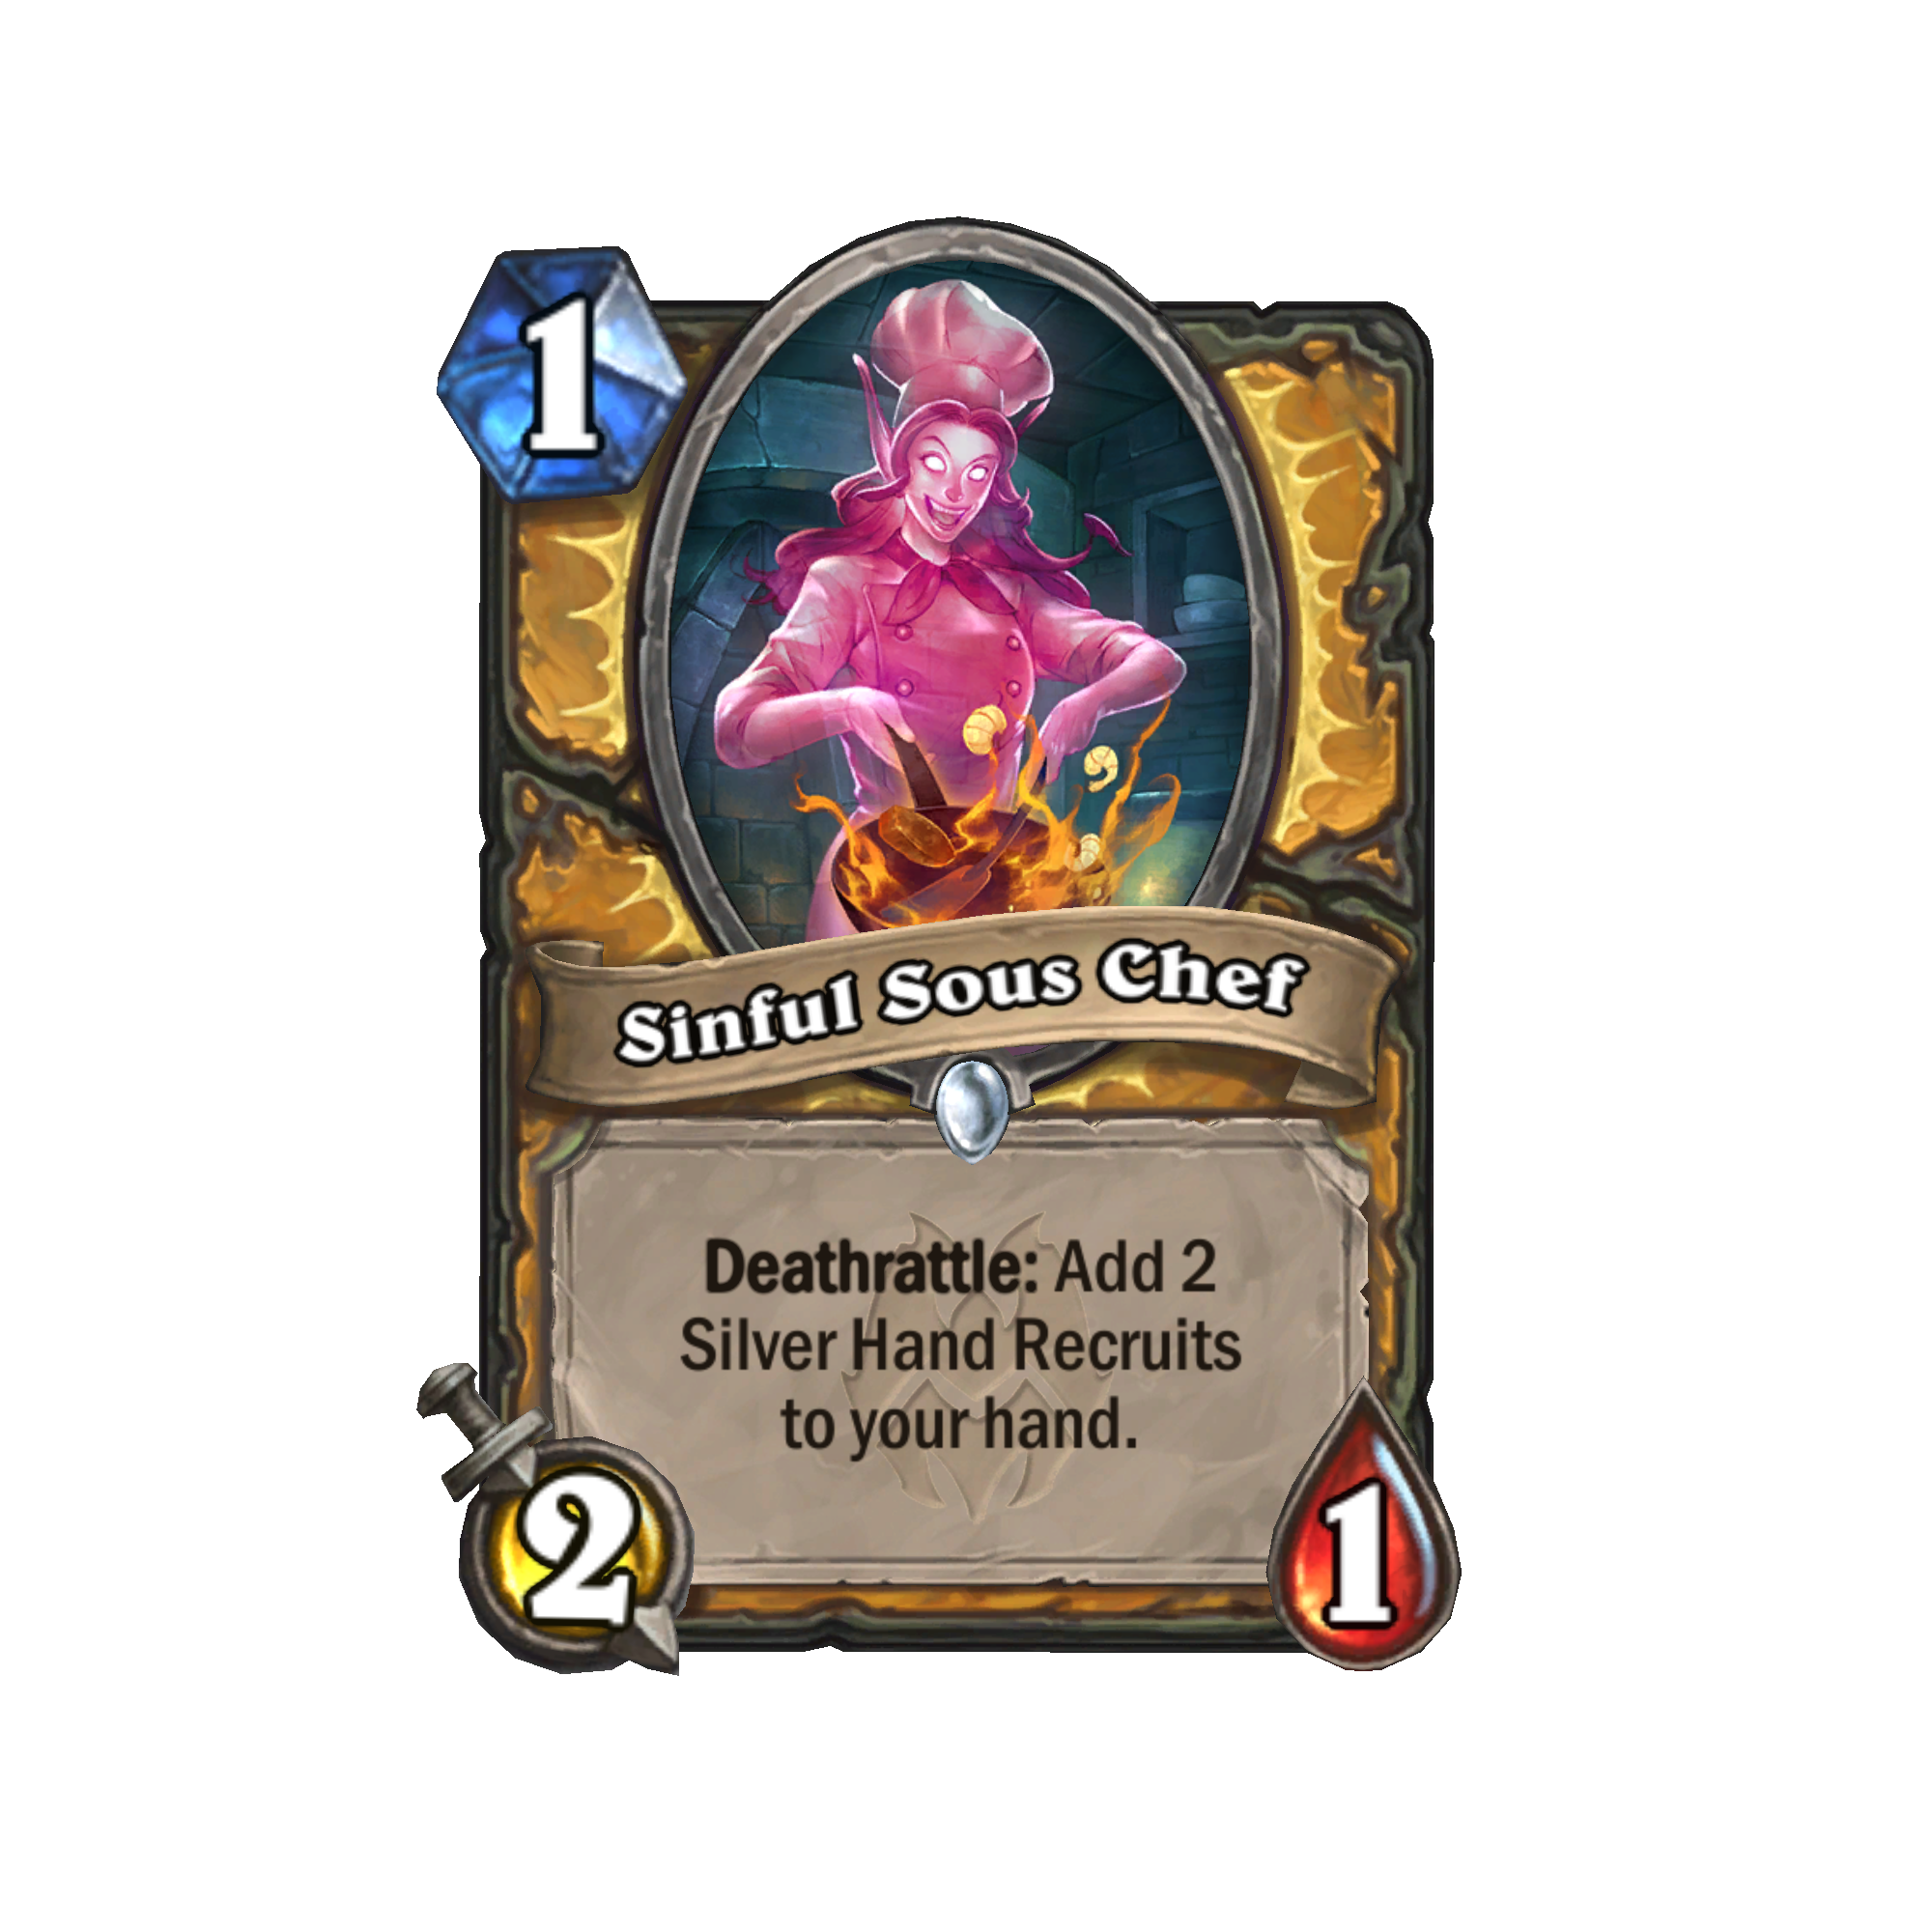 1
Sinful Sous Chef
Deathrattle: Add 2
Silver Hand Recruits
to your hand.
2
1